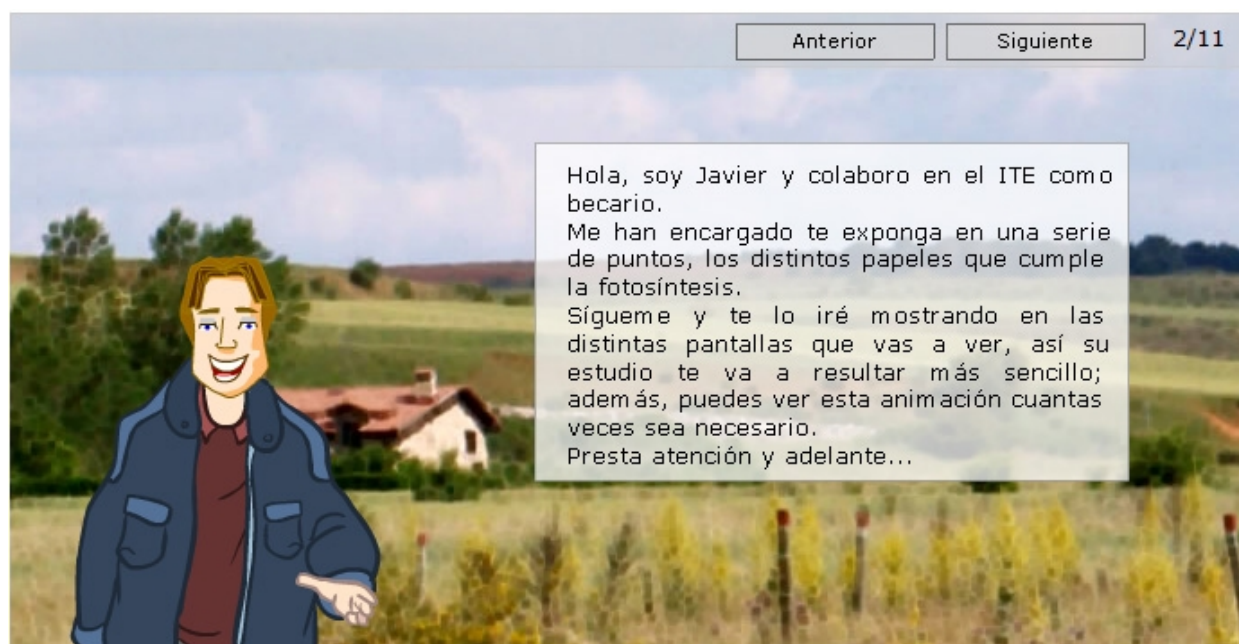 Anterior Siguiente 2/11
Hola, soy Javier y colaboro en el ITE como
becario.
Me han encargado te exponga en una serie
de puntos, los distintos papeles que cumple
la fotosíntesis.
Sígueme y te lo iré mostrando en las
distintas pantallas que vas a ver, así su
estudio te va a resultar más sencillo;
además, puedes ver esta animación cuantas
veces sea necesario.
Presta atención y adelante...